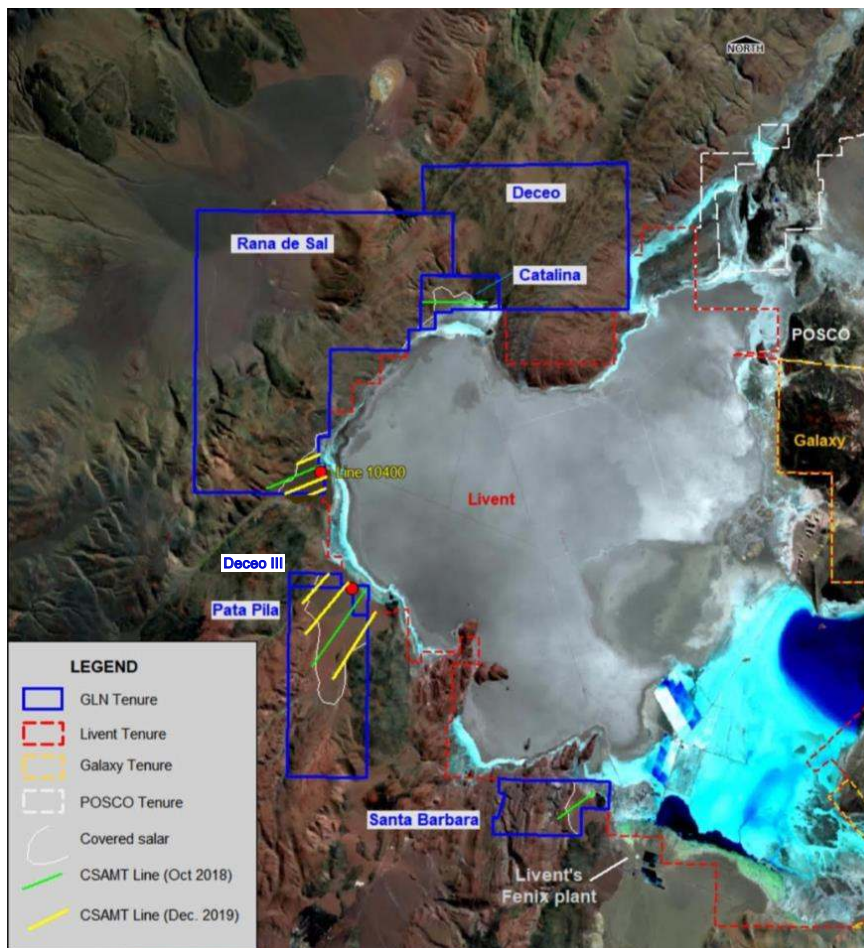 NORTH
Deceo
Rana de Sal
Catalina
POSCO
Galaxy
Line 10400
Livent
Deceo III
Pata Pila
Santa Barbara
Livent's
Fenix plant
LEGEND
GLN Tenure
Livent Tenure
Galaxy Tenure
POSCO Tenure
Covered salar
CSAMT Line (Oct 2018)
CSAMT Line (Dec. 2019)